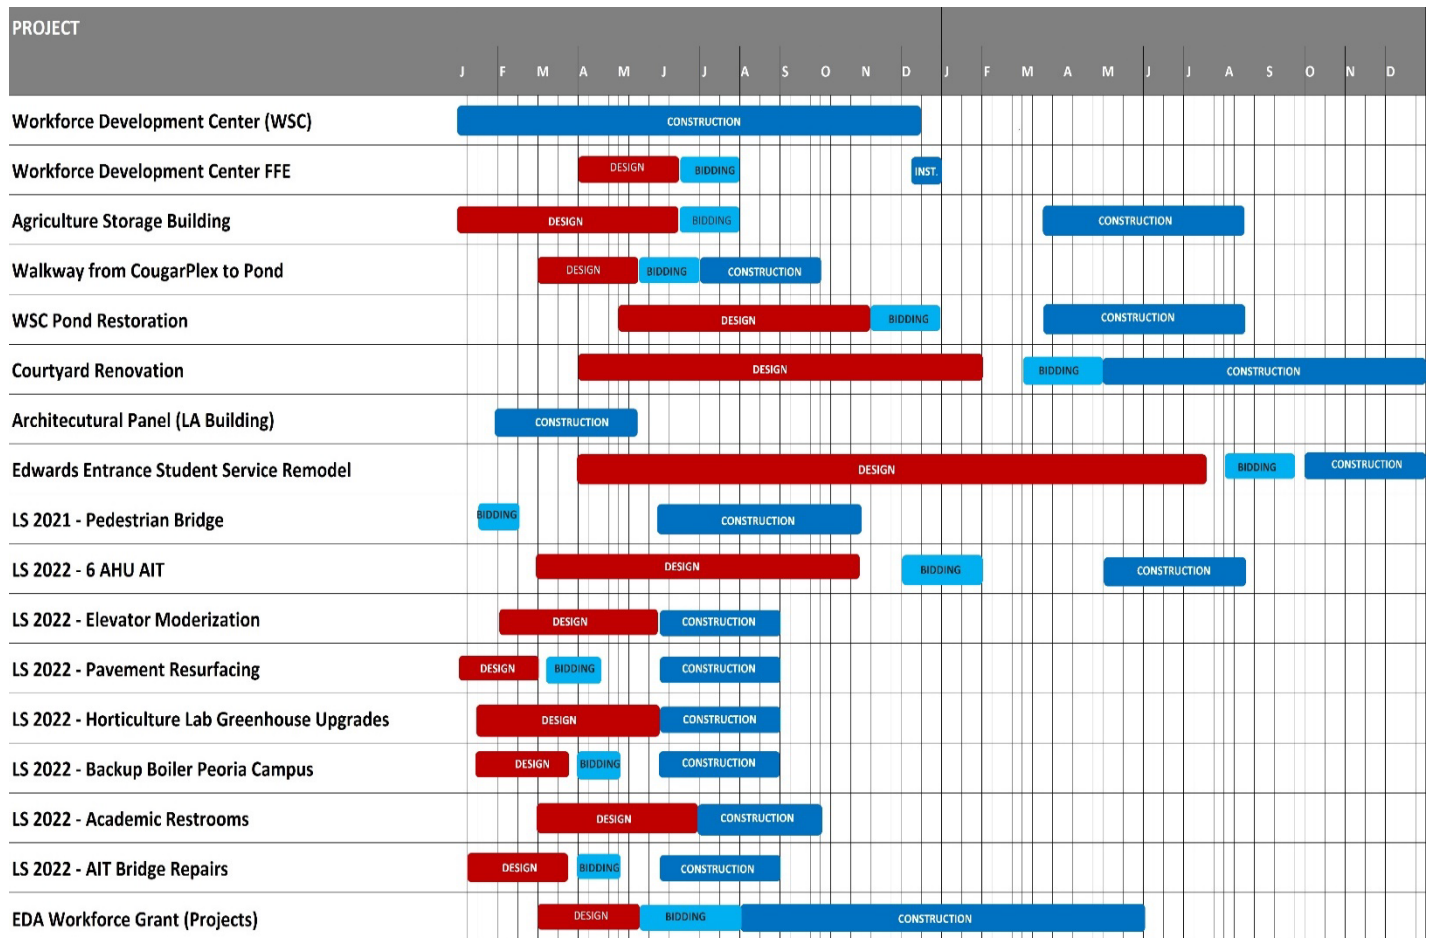 PROJECT
J F M A M J J A S O N D J F M A M J J A S O N D
Workforce Development Center (WSC) CONSTRUCTION
Workforce Development Center FFE DESIGN BIDDING INST.
Agriculture Storage Building DESIGN BIDDING CONSTRUCTION
Walkway from CougarPlex to Pond DESIGN BIDDING CONSTRUCTION
WSC Pond Restoration DESIGN BIDDING CONSTRUCTION
Courtyard Renovation DESIGN BIDDING CONSTRUCTION
Architecutural Panel (LA Building) CONSTRUCTION
Edwards Entrance Student Service Remodel DESIGN BIDDING CONSTRUCTION
LS 2021 - Pedestrian Bridge BIDDING CONSTRUCTION
LS 2022 - 6 AHU AIT DESIGN BIDDING CONSTRUCTION
LS 2022 - Elevator Moderization DESIGN CONSTRUCTION
LS 2022 - Pavement Resurfacing DESIGN BIDDING CONSTRUCTION
LS 2022 - Horticulture Lab Greenhouse Upgrades DESIGN CONSTRUCTION
LS 2022 - Backup Boiler Peoria Campus DESIGN BIDDING CONSTRUCTION
LS 2022 - Academic Restrooms DESIGN CONSTRUCTION
LS 2022 - AIT Bridge Repairs DESIGN BIDDING CONSTRUCTION
EDA Workforce Grant (Projects) DESIGN BIDDING CONSTRUCTION